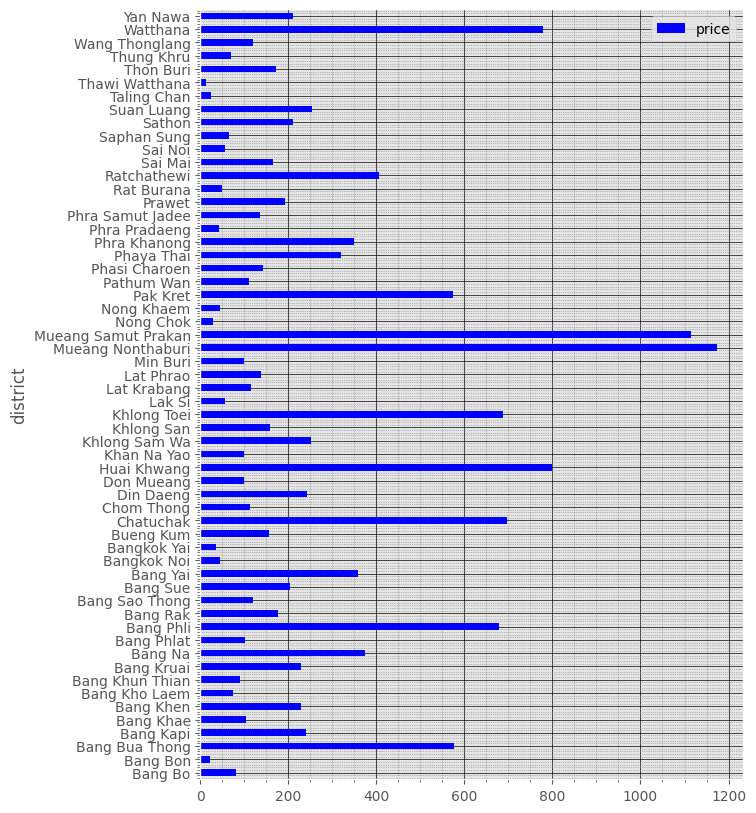 Yan Nawa
Watthana
price
Wang Thonglang
Thung Khru
Thon Buri
Thawi Watthana
Taling Chan
Suan Luang
Sathon
Saphan Sung
Sai Noi
Sai Mai
Ratchathewi
Rat Burana
Prawet
Phra Samut Jadee
Phra Pradaeng
Phra Khanong
Phaya Thai
Phasi Charoen
Pathum Wan
Pak Kret
Nong Khaem
Nong Chok
Mueang Samut Prakan
Mueang Nonthaburi
Min Buri
Lat Phrao
Lat Krabang
Lak Si
district
Khlong Toei
Khlong San
Khlong Sam Wa
Khan Na Yao
Huai Khwang
Don Mueang
Din Daeng
Chom Thong
Chatuchak
Bueng Kum
Bangkok Yai
Bangkok Noi
Bang Yai
Bang Sue
Bang Sao Thong
Bang Rak
Bang Phli
Bang Phlat
Bang Na
Bang Kruai
Bang Khun Thian
Bang Kho Laem
Bang Khen
Bang Khae
Bang Kapi
Bang Bua Thong
Bang Bon
Bang Bo
0 200 400 600 800 1000 1200